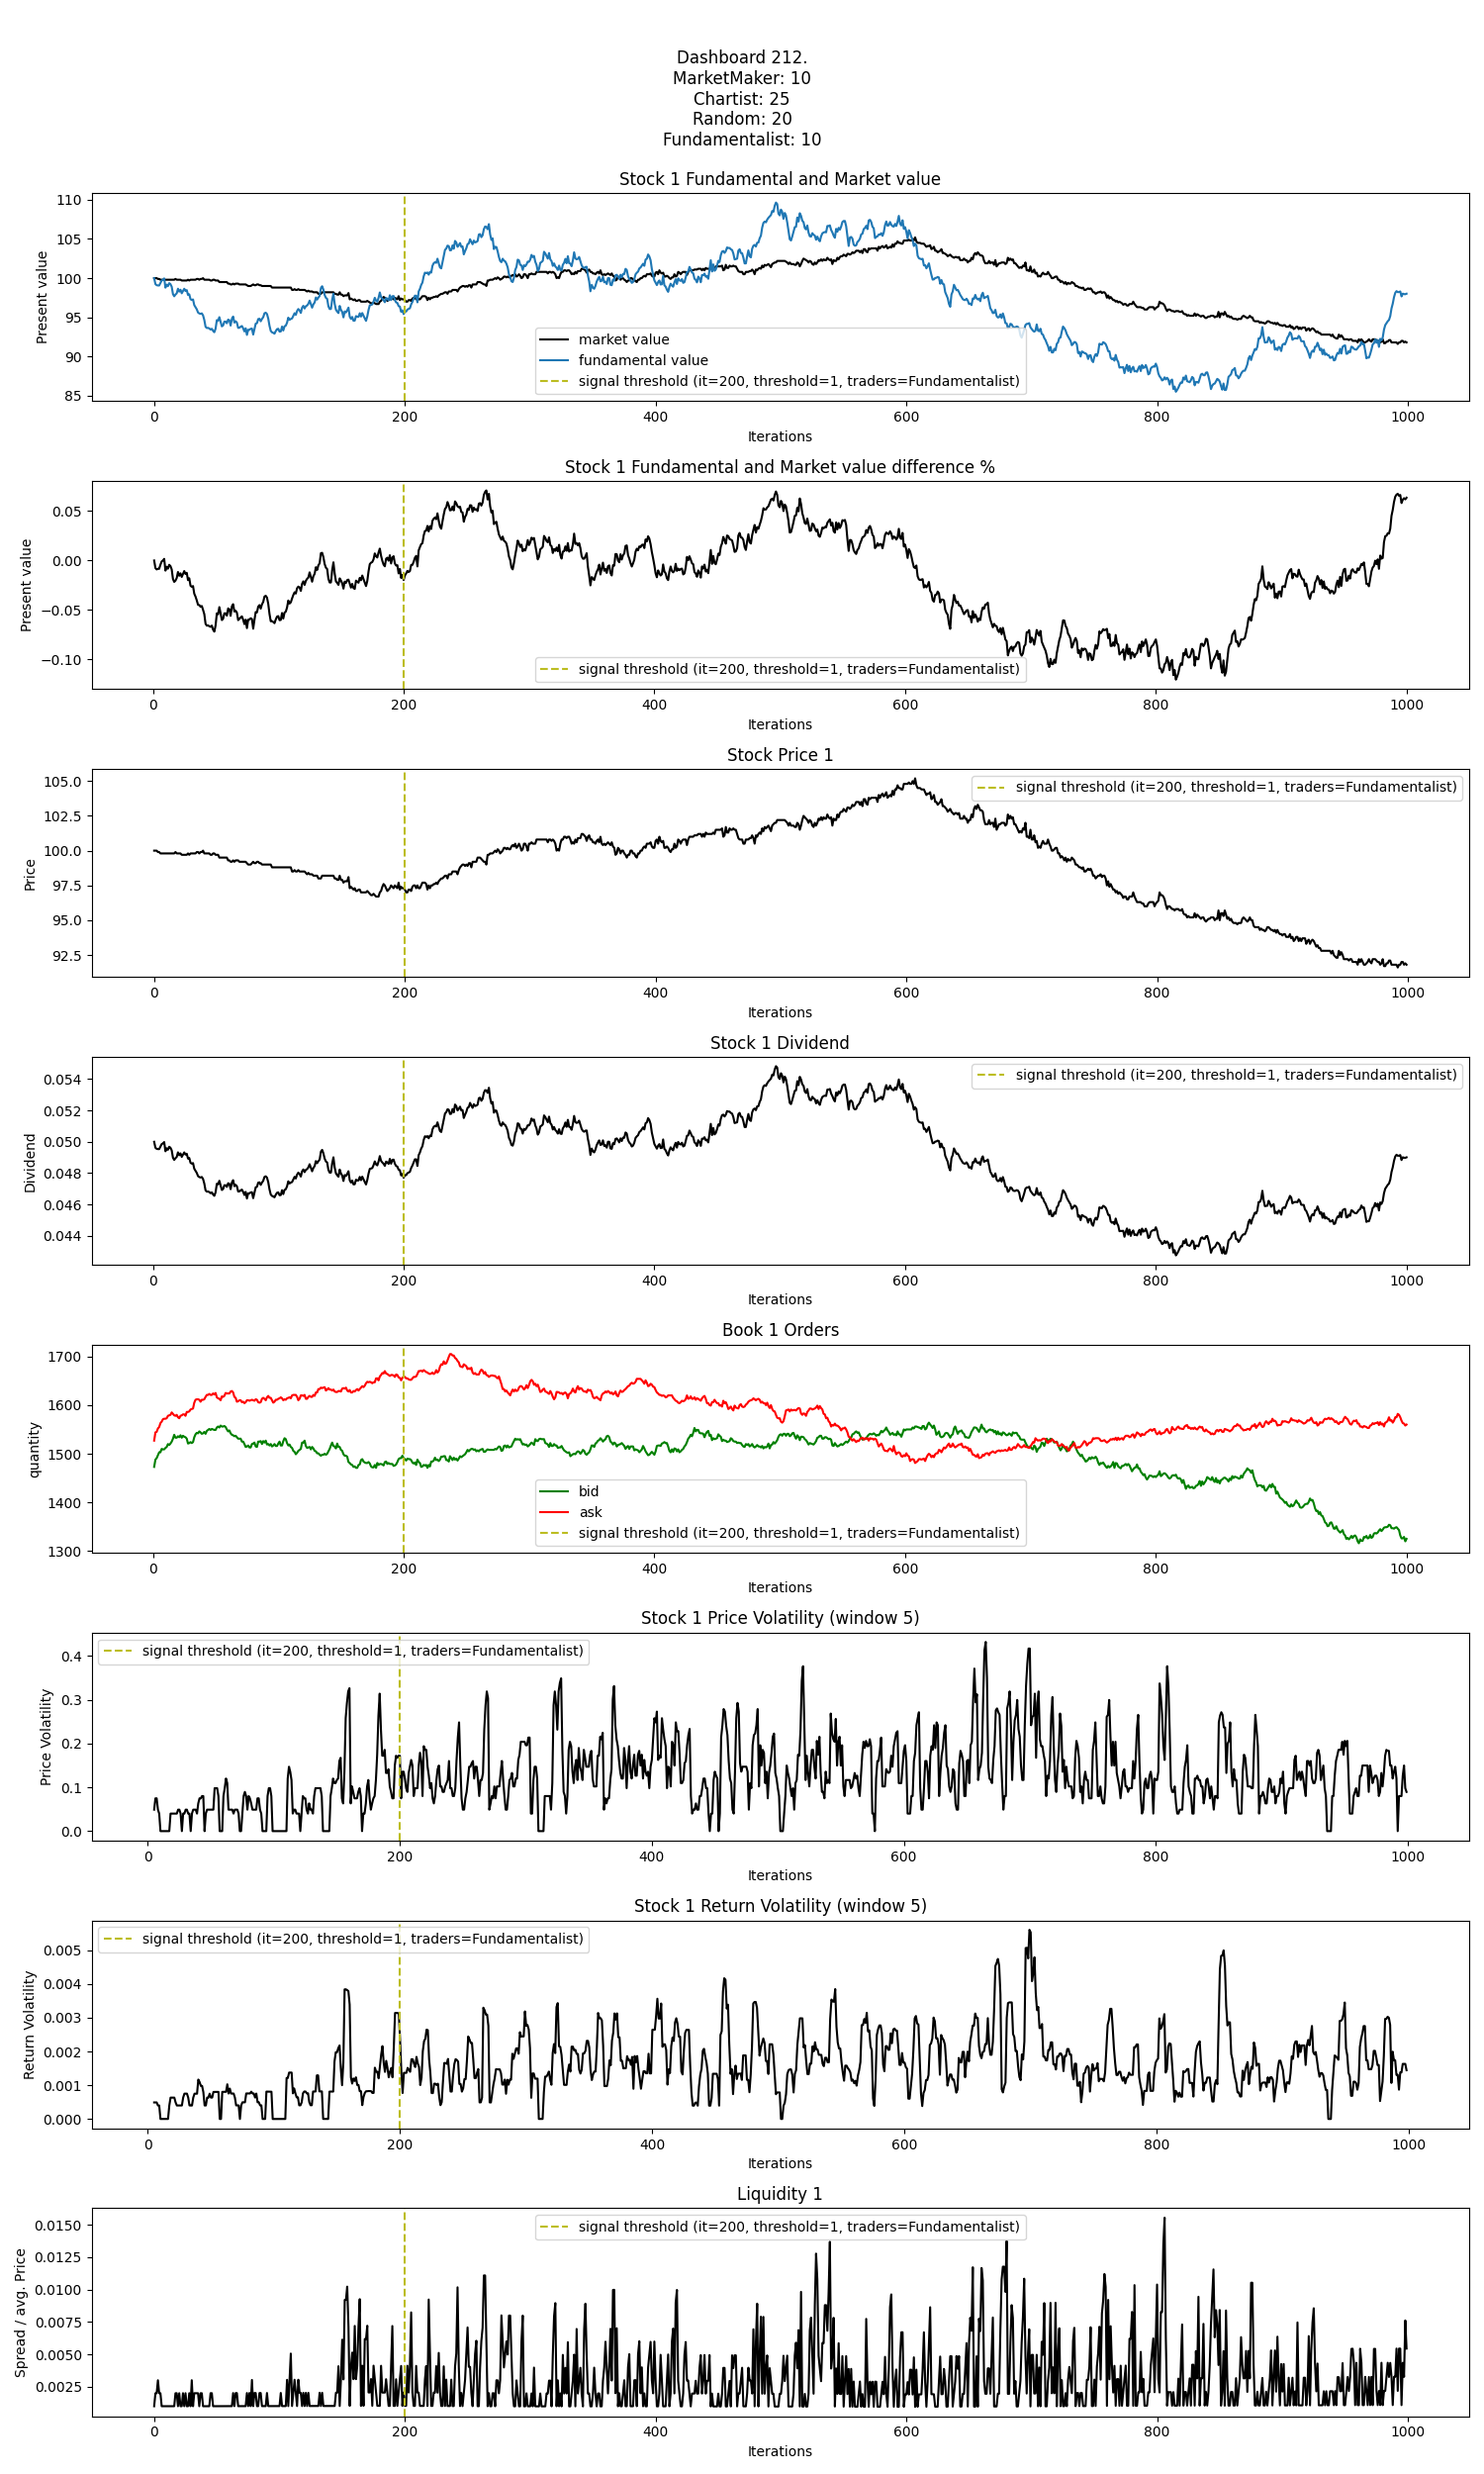 Dashboard 212.
MarketMaker: 10
Chartist: 25
Random: 20
Fundamentalist: 10
Stock 1 Fundamental and Market value
Present value
110
105
100
95
90
85
market value
fundamental value
signal threshold (it=200, threshold=1, traders=Fundamentalist)
0 200 400 600 800 1000
Iterations
Stock 1 Fundamental and Market value difference %
Present value
0.05
0.00
−0.05
−0.10
signal threshold (it=200, threshold=1, traders=Fundamentalist)
0 200 400 600 800 1000
Iterations
Stock Price 1
Price
105.0
102.5
100.0
97.5
95.0
92.5
signal threshold (it=200, threshold=1, traders=Fundamentalist)
0 200 400 600 800 1000
Iterations
Stock 1 Dividend
Dividend
0.054
0.052
0.050
0.048
0.046
0.044
signal threshold (it=200, threshold=1, traders=Fundamentalist)
0 200 400 600 800 1000
Iterations
Book 1 Orders
quantity
1700
1600
1500
1400
1300
bid
ask
signal threshold (it=200, threshold=1, traders=Fundamentalist)
0 200 400 600 800 1000
Iterations
Stock 1 Price Volatility (window 5)
Price Volatility
0.4
0.3
0.2
0.1
0.0
signal threshold (it=200, threshold=1, traders=Fundamentalist)
0 200 400 600 800 1000
Iterations
Stock 1 Return Volatility (window 5)
Return Volatility
0.005
0.004
0.003
0.002
0.001
0.000
signal threshold (it=200, threshold=1, traders=Fundamentalist)
0 200 400 600 800 1000
Iterations
Liquidity 1
Spread / avg. Price
0.0150
0.0125
0.0100
0.0075
0.0050
0.0025
signal threshold (it=200, threshold=1, traders=Fundamentalist)
0 200 400 600 800 1000
Iterations